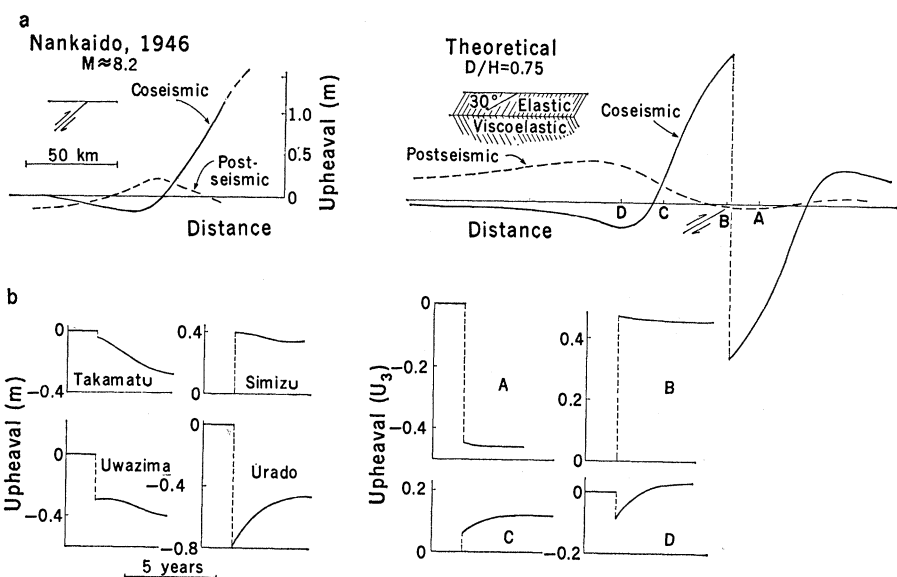 a
Nankaido, 1946
M≈8.2
Coseismic
50 km
Post-
seismic
1.0
0.5
0
Upheaval (m)
Distance
Theoretical
D/H=0.75
30°
Elastic
Viscoelastic
Coseismic
Postseismic
D
C
B
A
Distance
b
Upheaval (m)
0
Takamatu
-0.4
0.4
Simizu
0
0
Uwazima
-0.4
0
Urado
-0.4
-0.8
5 years
Upheaval (U3)
0
-0.2
-0.4
A
0.4
0.2
0
B
0.2
0
C
0
-0.2
D